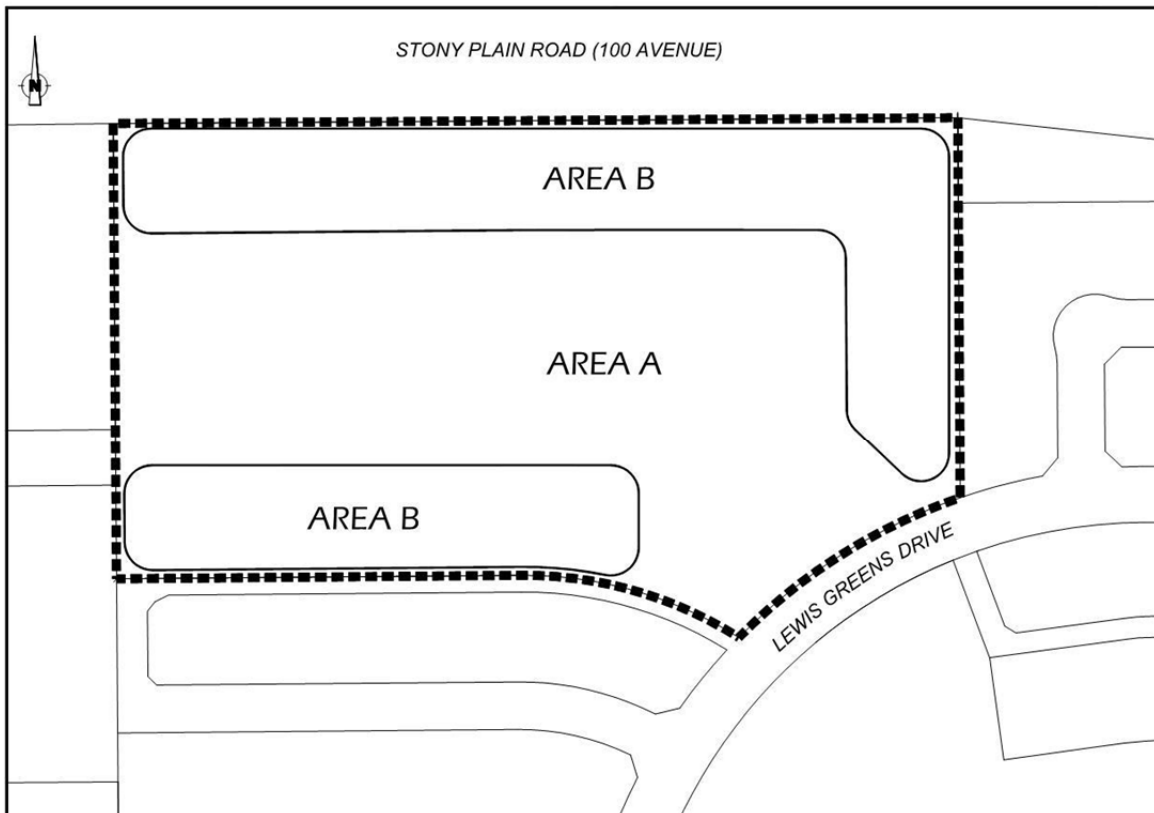 STONY PLAIN ROAD (100 AVENUE)
N
AREA B
AREA A
AREA B
LEWIS GREENS DRIVE